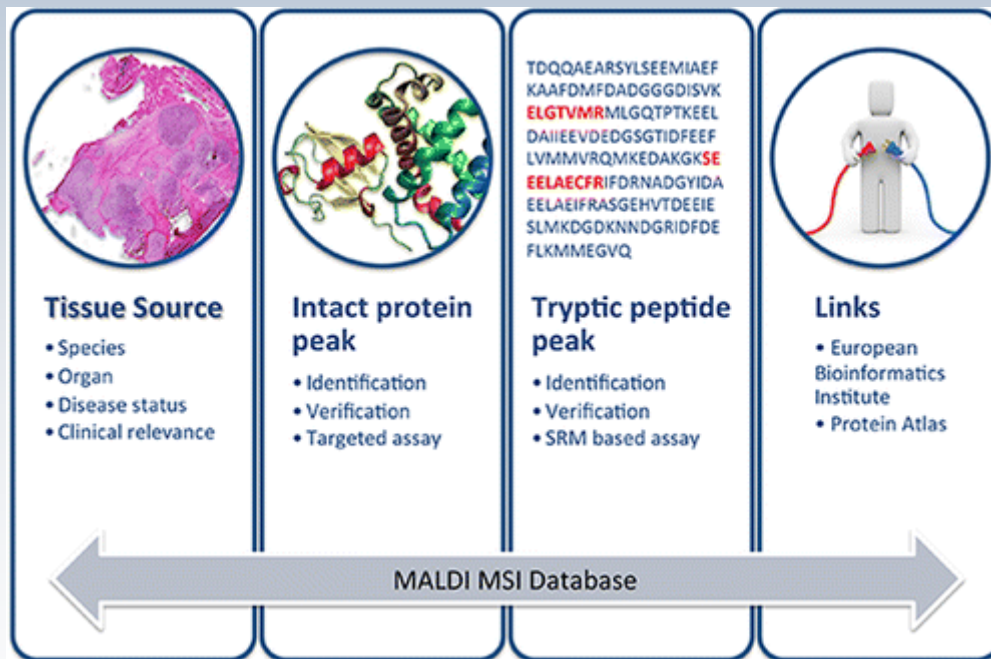 Tissue Source
• Species
• Organ
• Disease status
• Clinical relevance
Intact protein
peak
• Identification
• Verification
• Targeted assay
TDQQAEARSYLSEEMIAEF
KAAFDMFDADGGGDISVK
ELGTVMRMLGQTPTKEEL
DAIIEEVDEDGSGTIDFEEF
LVMMVRQMKEDAKGKSE
EELAECFRIFDRNADGYIDA
EELAEIFRASGEHVTDEEIE
SLMKDGDKNNDGRIDFDE
FLKMMEGVQ
Tryptic peptide
peak
• Identification
• Verification
• SRM based assay
Links
• European
Bioinformatics
Institute
• Protein Atlas
MALDI MSI Database